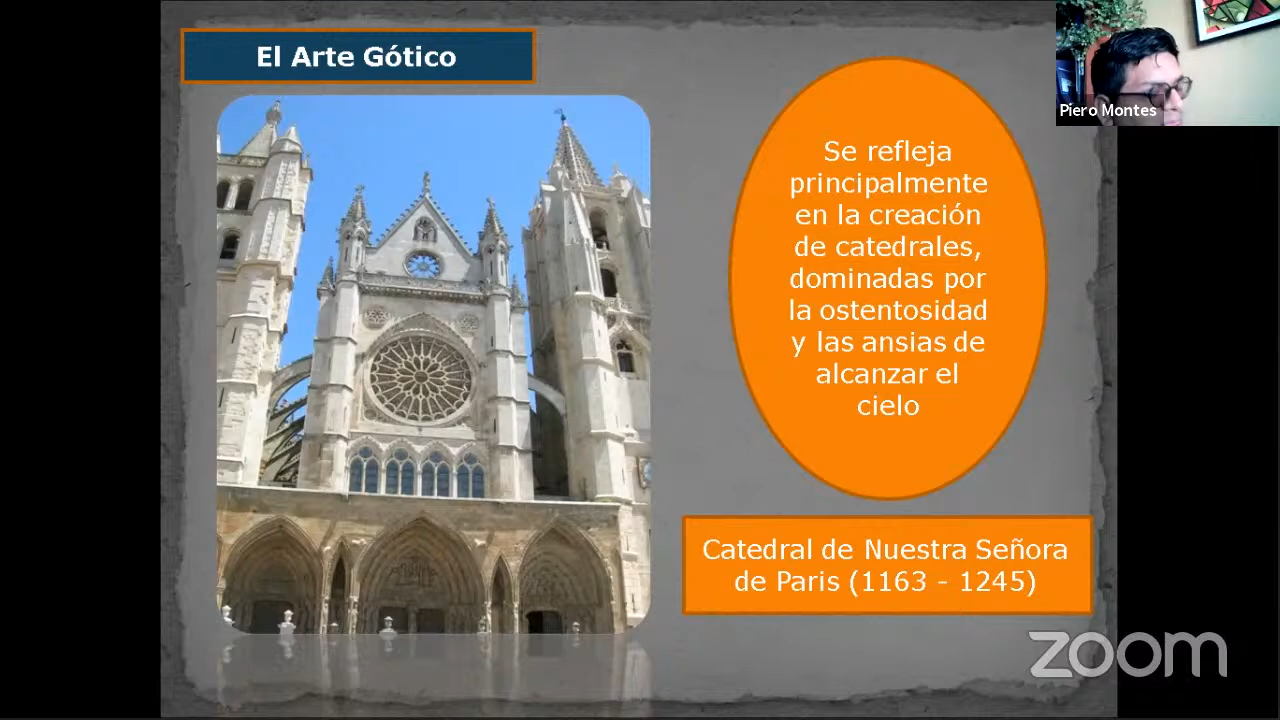 El Arte Gótico
Piero Montes
Se refleja
principalmente
en la creación
de catedrales,
dominadas por
la ostentosidad
y las ansias de
alcanzar el
cielo
Catedral de Nuestra Señora
de Paris (1163 - 1245)
zoom